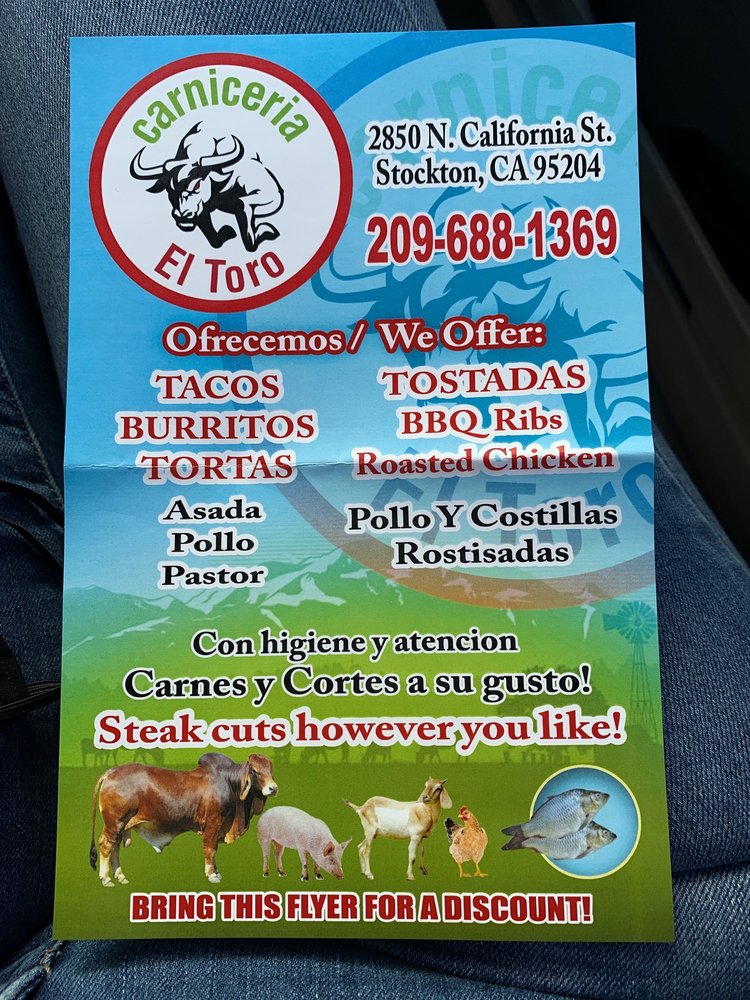 Carniceria
El Toro
2850 N. California St.
Stockton, CA 95204
209-688-1369
Ofrecemos / We Offer:
TACOS
BURRITOS
TORTAS
Asada
Pollo
Pastor
TOSTADAS
BBQ Ribs
Roasted Chicken
Pollo Y Costillas
Rostisadas
Con higiene y atencion
Carnes y Cortes a su gusto!
Steak cuts however you like!
BRING THIS FLYER FOR A DISCOUNT!